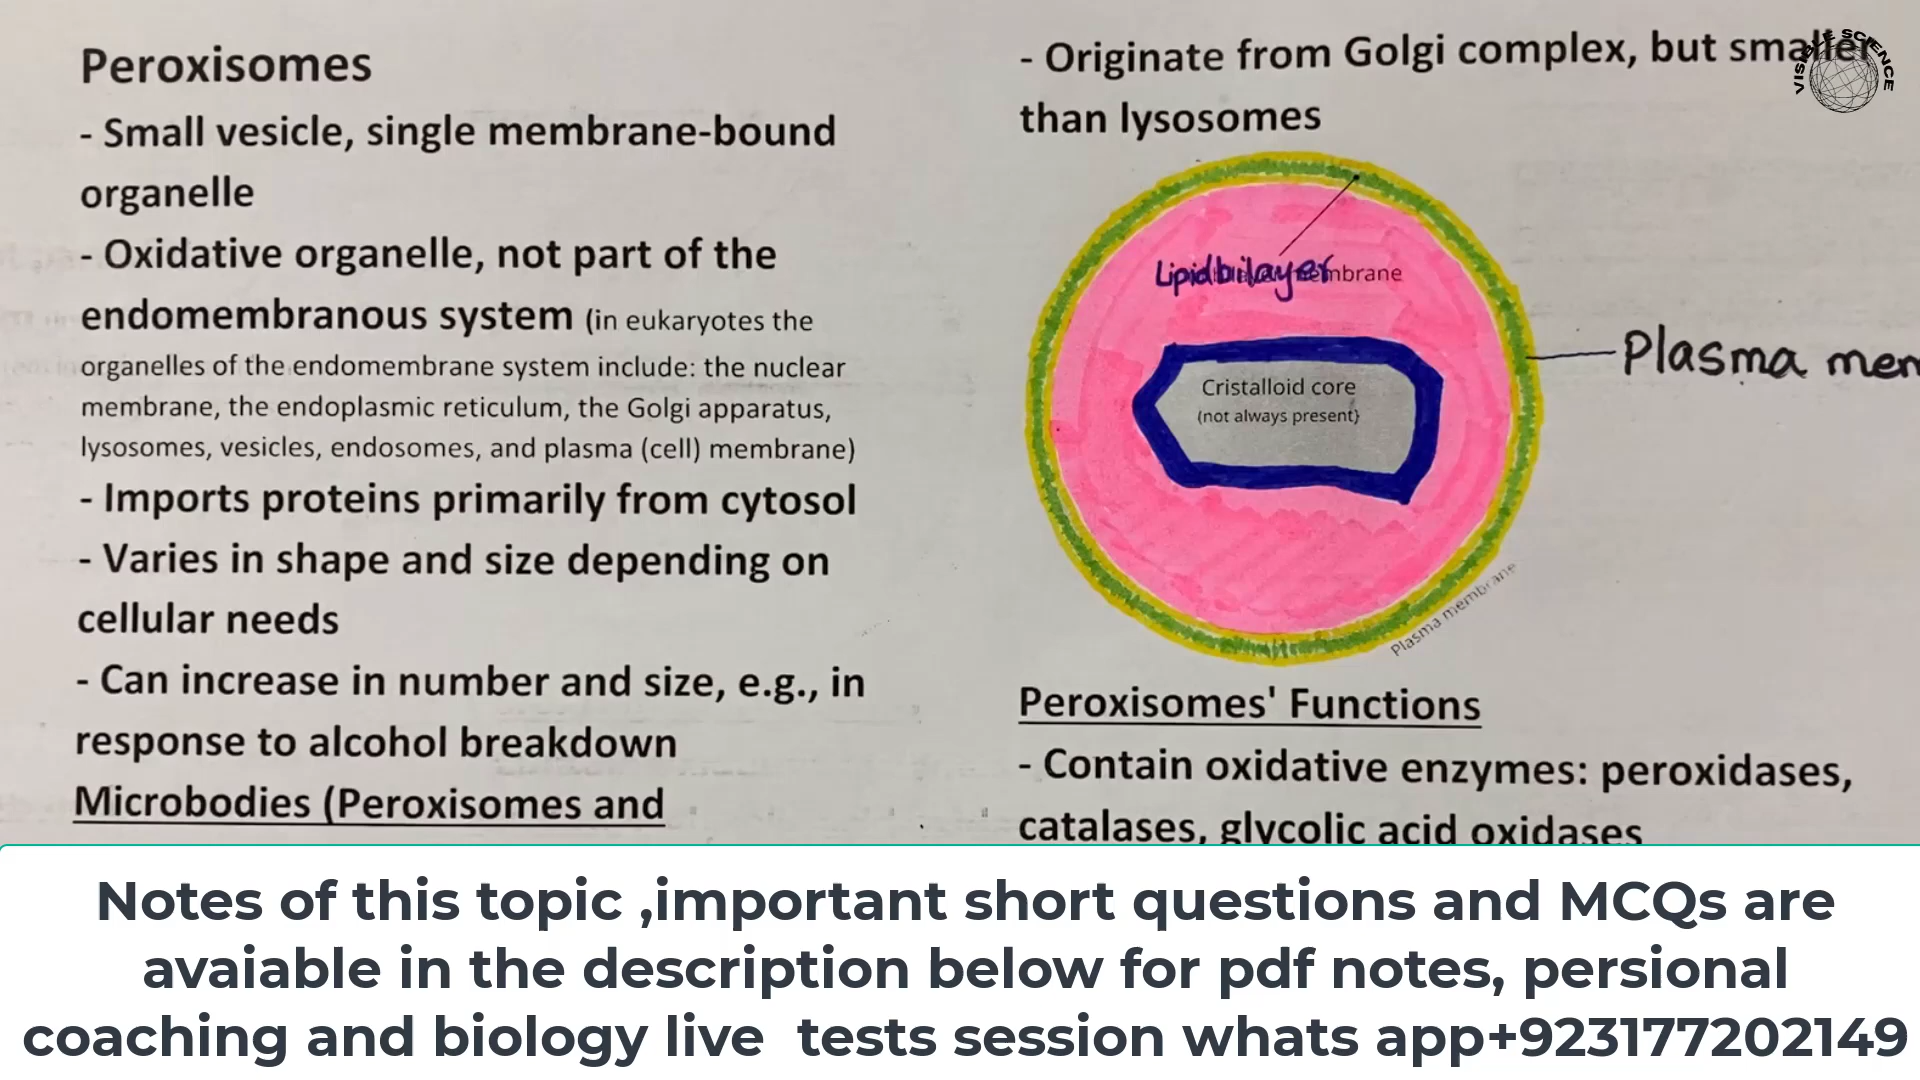 Peroxisomes
- Small vesicle, single membrane-bound
organelle
- Oxidative organelle, not part of the
endomembranous system (in eukaryotes the
organelles of the endomembrane system include: the nuclear
membrane, the endoplasmic reticulum, the Golgi apparatus,
lysosomes, vesicles, endosomes, and plasma (cell) membrane)
- Imports proteins primarily from cytosol
- Varies in shape and size depending on
cellular needs
- Can increase in number and size, e.g., in
response to alcohol breakdown
Microbodies (Peroxisomes and
- Originate from Golgi complex, but smaller
than lysosomes
VISIBLE SCIENCE
Lipid bilayer
Plasma mem
Cristalloid core
(not always present)
Plasma membrane
Peroxisomes' Functions
- Contain oxidative enzymes: peroxidases,
catalases, glycolic acid oxidases
Notes of this topic ,important short questions and MCQs are
avaiable in the description below for pdf notes, persional
coaching and biology live tests session whats app+923177202149